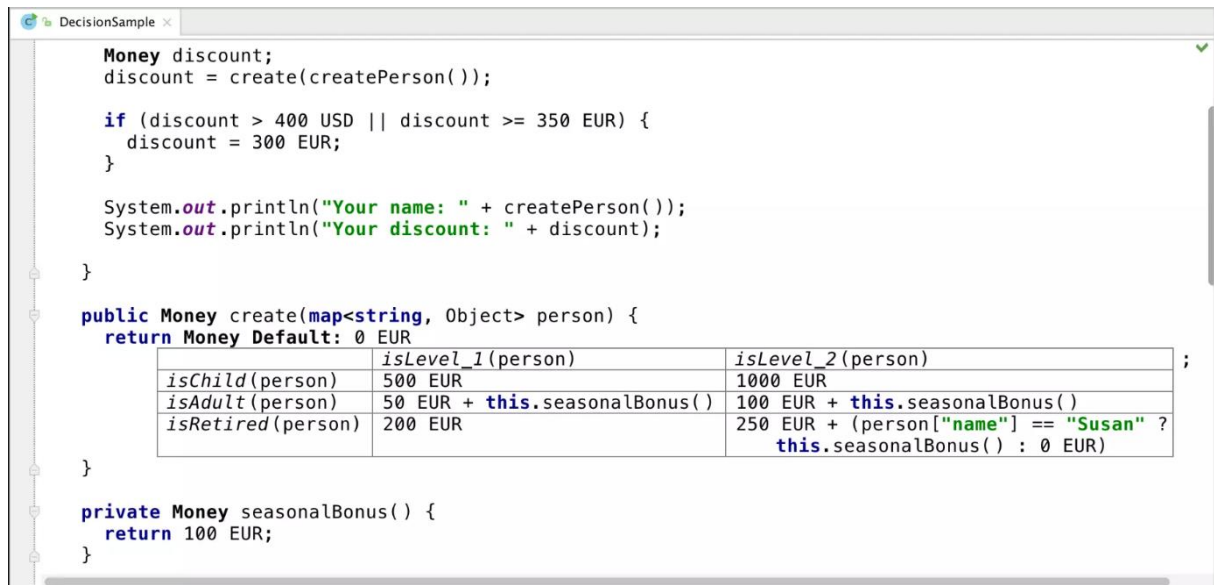 DecisionSample
Money discount;
discount = create(createPerson());
if (discount > 400 USD || discount >= 350 EUR) {
discount = 300 EUR;
}
System.out.println("Your name: " + createPerson());
System.out.println("Your discount: " + discount);
}
public Money create(map<string, Object> person) {
return Money Default: 0 EUR
isLevel_1(person) isLevel_2(person) ;
isChild(person) 500 EUR 1000 EUR
isAdult(person) 50 EUR + this.seasonalBonus() 100 EUR + this.seasonalBonus()
isRetired(person) 200 EUR 250 EUR + (person["name"] == "Susan" ?
this.seasonalBonus() : 0 EUR)
}
private Money seasonalBonus() {
return 100 EUR;
}